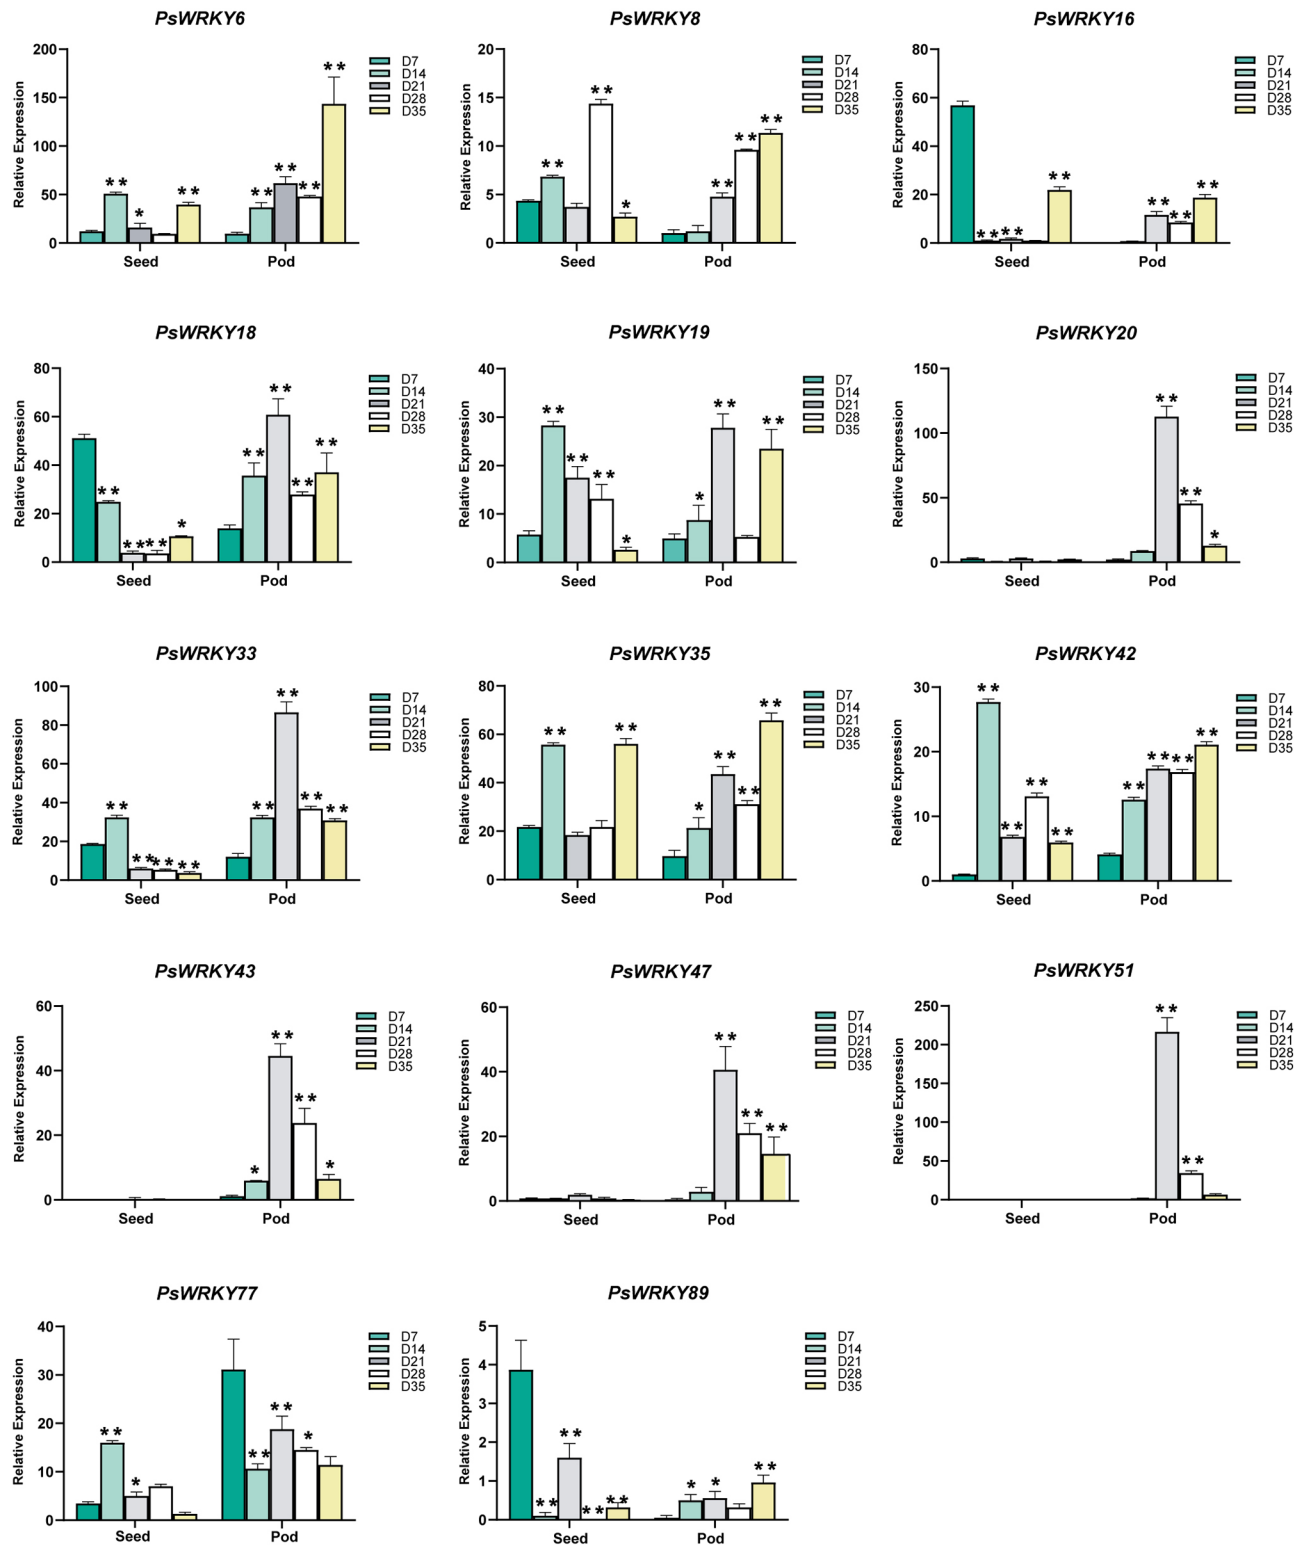 PsWRKY6
Relative Expression
200
150
100
50
0
** * ** ** ** ** **
Seed Pod
D7
D14
D21
D28
D35
PsWRKY8
Relative Expression
20
15
10
5
0
** ** * ** ** **
Seed Pod
D7
D14
D21
D28
D35
PsWRKY16
Relative Expression
80
60
40
20
0
** ** ** ** ** **
Seed Pod
D7
D14
D21
D28
D35
PsWRKY18
Relative Expression
80
60
40
20
0
** ** ** * ** ** ** **
Seed Pod
D7
D14
D21
D28
D35
PsWRKY19
Relative Expression
40
30
20
10
0
** ** ** * * ** **
Seed Pod
D7
D14
D21
D28
D35
PsWRKY20
Relative Expression
150
100
50
0
** ** *
Seed Pod
D7
D14
D21
D28
D35
PsWRKY33
Relative Expression
100
80
60
40
20
0
** ** ** ** ** ** ** **
Seed Pod
D7
D14
D21
D28
D35
PsWRKY35
Relative Expression
80
60
40
20
0
** ** * ** ** **
Seed Pod
D7
D14
D21
D28
D35
PsWRKY42
Relative Expression
30
20
10
0
** ** ** ** ** ** ** **
Seed Pod
D7
D14
D21
D28
D35
PsWRKY43
Relative Expression
60
40
20
0
* ** ** *
Seed Pod
D7
D14
D21
D28
D35
PsWRKY47
Relative Expression
60
40
20
0
** ** **
Seed Pod
D7
D14
D21
D28
D35
PsWRKY51
Relative Expression
250
200
150
100
50
0
** **
Seed Pod
D7
D14
D21
D28
D35
PsWRKY77
Relative Expression
40
30
20
10
0
** * ** ** *
Seed Pod
D7
D14
D21
D28
D35
PsWRKY89
Relative Expression
5
4
3
2
1
0
** ** ** ** * * **
Seed Pod
D7
D14
D21
D28
D35